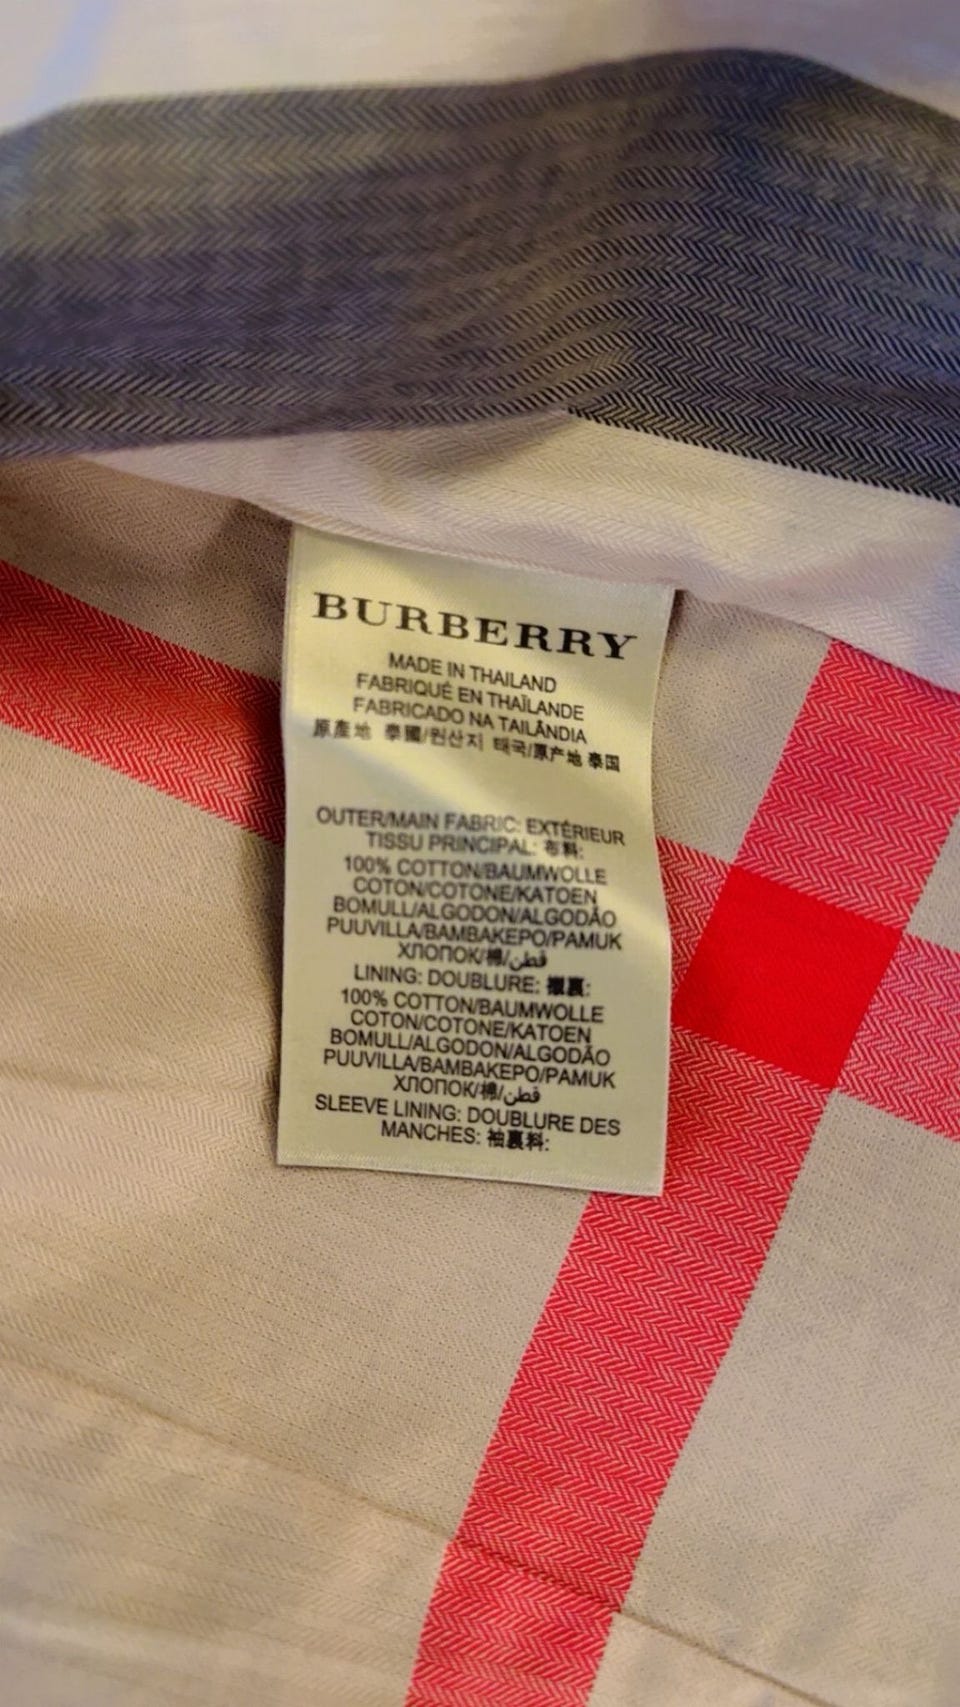 BURBERRY
MADE IN THAILAND
FABRIQUÉ EN THAÏLANDE
FABRICADO NA TAILÂNDIA
原產地 泰國/원산지 태국/原产地 泰国
OUTER/MAIN FABRIC: EXTÉRIEUR
TISSU PRINCIPAL: 布料:
100% COTTON/BAUMWOLLE
COTON/COTONE/KATOEN
BOMULL/ALGODON/ALGODÃO
PUUVILLA/BAMBAKEPO/PAMUK
ХЛОПОК/棉/قطن
LINING: DOUBLURE: 襯裏:
100% COTTON/BAUMWOLLE
COTON/COTONE/KATOEN
BOMULL/ALGODON/ALGODÃO
PUUVILLA/BAMBAKEPO/PAMUK
ХЛОПОК/棉/قطن
SLEEVE LINING: DOUBLURE DES
MANCHES: 袖裏料: